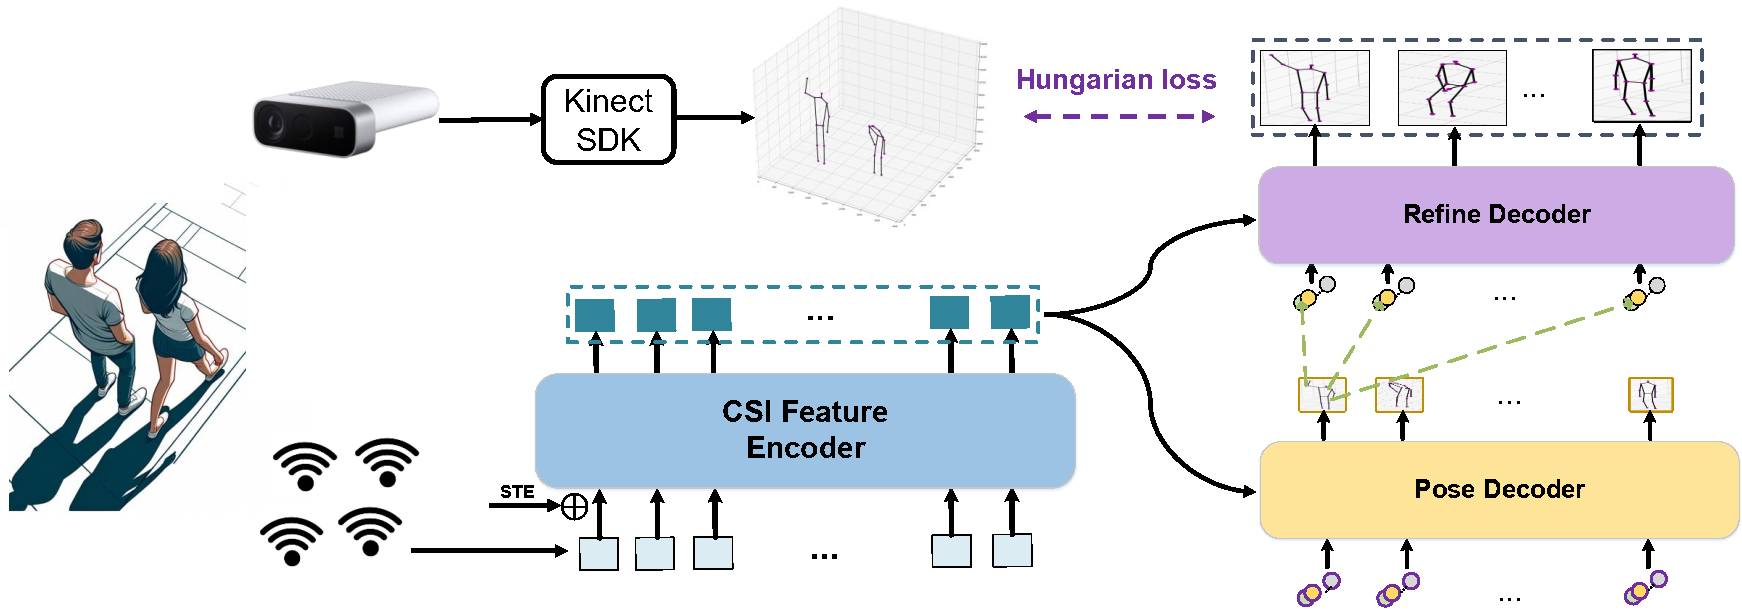 Kinect
SDK
Hungarian loss
...
Refine Decoder
...
...
CSI Feature
Encoder
...
Pose Decoder
STE
...
...